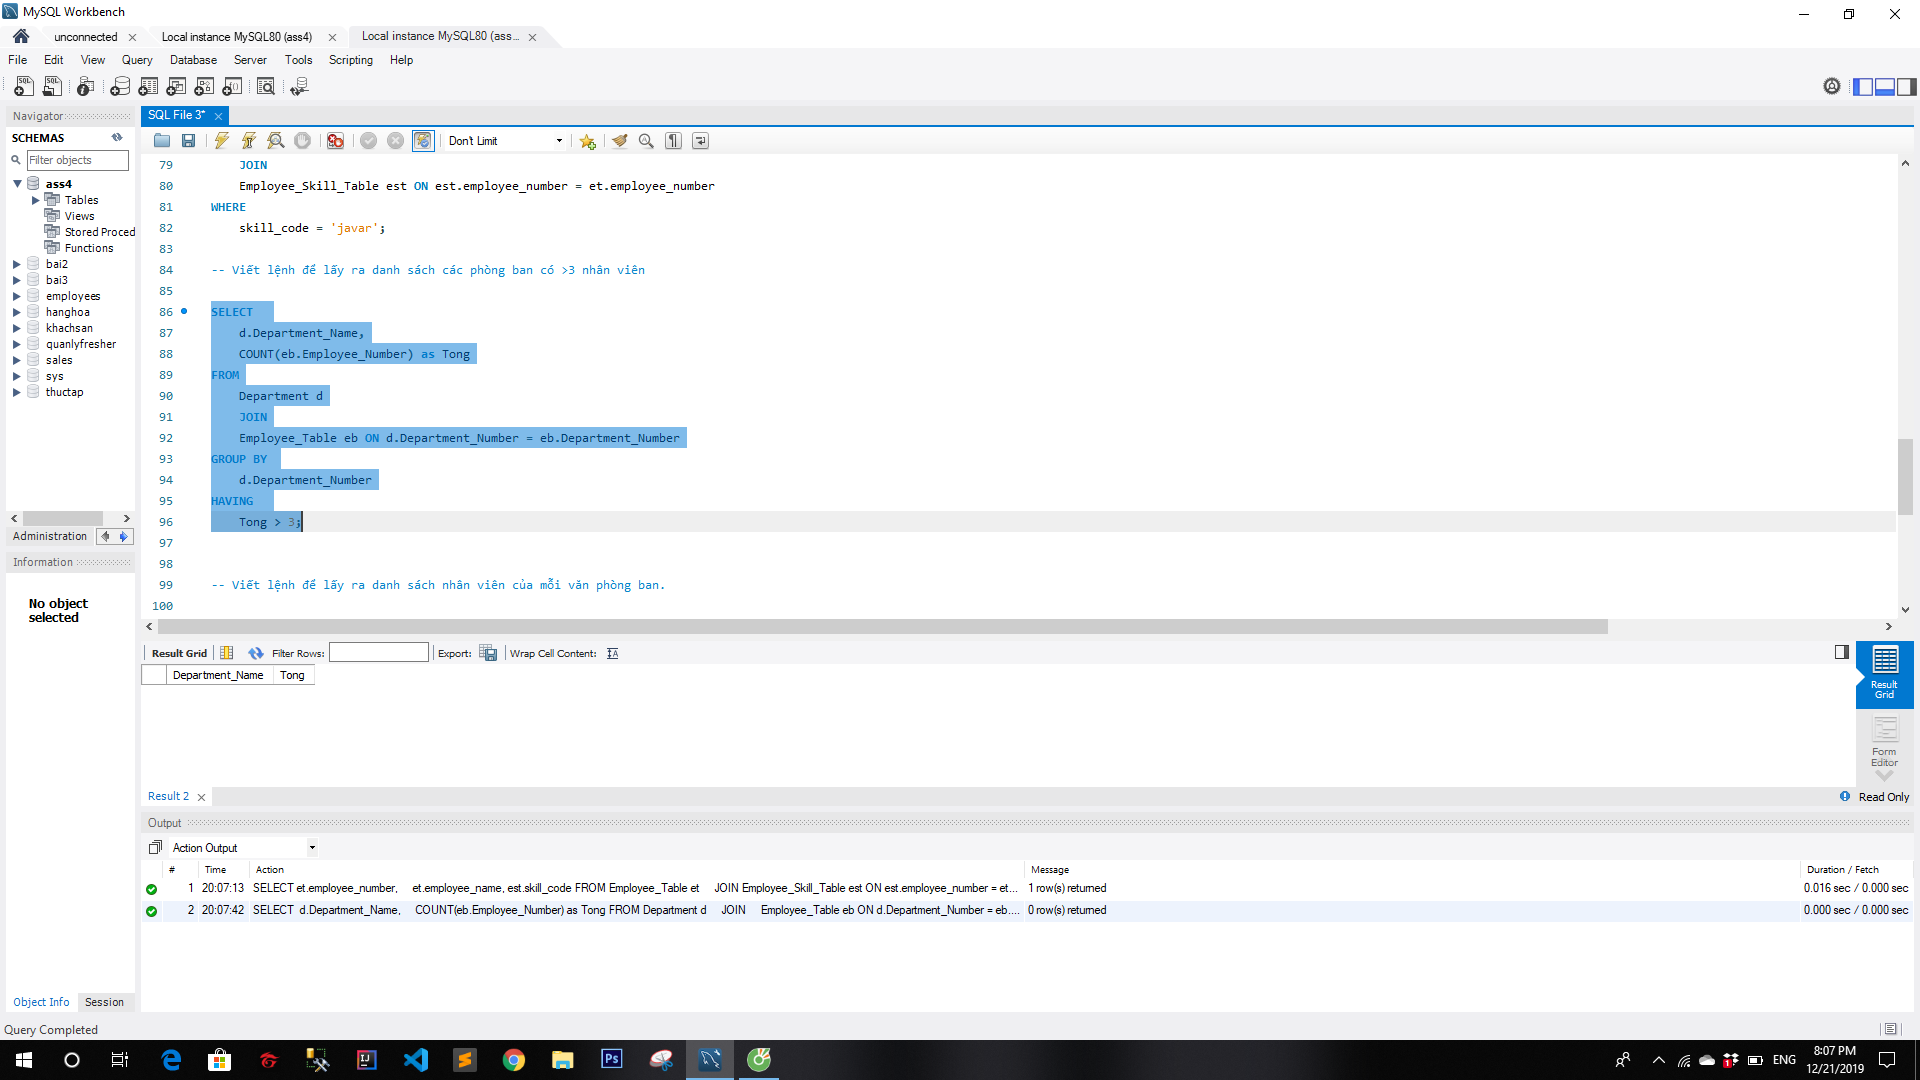 MySQL Workbench
unconnected
Local instance MySQL80 (ass4)
Local instance MySQL80 (ass...
File Edit View Query Database Server Tools Scripting Help
Navigator
SCHEMAS
Filter objects
ass4
Tables
Views
Stored Proced
Functions
bai2
bai3
employees
hanghoa
khachsan
quanlyfresher
sales
sys
thuctap
Administration
Information
No object
selected
Object Info Session
SQL File 3*
Don't Limit
79 JOIN
80 Employee_Skill_Table est ON est.employee_number = et.employee_number
81 WHERE
82 skill_code = 'javar';
83
84 -- Viết lệnh để lấy ra danh sách các phòng ban có >3 nhân viên
85
86 SELECT
87 d.Department_Name,
88 COUNT(eb.Employee_Number) as Tong
89 FROM
90 Department d
91 JOIN
92 Employee_Table eb ON d.Department_Number = eb.Department_Number
93 GROUP BY
94 d.Department_Number
95 HAVING
96 Tong > 3;
97
98
99 -- Viết lệnh để lấy ra danh sách nhân viên của mỗi văn phòng ban.
100
Result Grid Filter Rows: Export: Wrap Cell Content:
Department_Name Tong
Result
Grid
Form
Editor
Result 2
Read Only
Output
Action Output
# Time Action Message Duration / Fetch
1 20:07:13 SELECT et.employee_number, et.employee_name, est.skill_code FROM Employee_Table et JOIN Employee_Skill_Table est ON est.employee_number = et... 1 row(s) returned 0.016 sec / 0.000 sec
2 20:07:42 SELECT d.Department_Name, COUNT(eb.Employee_Number) as Tong FROM Department d JOIN Employee_Table eb ON d.Department_Number = eb.... 0 row(s) returned 0.000 sec / 0.000 sec
Query Completed
ENG
8:07 PM
12/21/2019